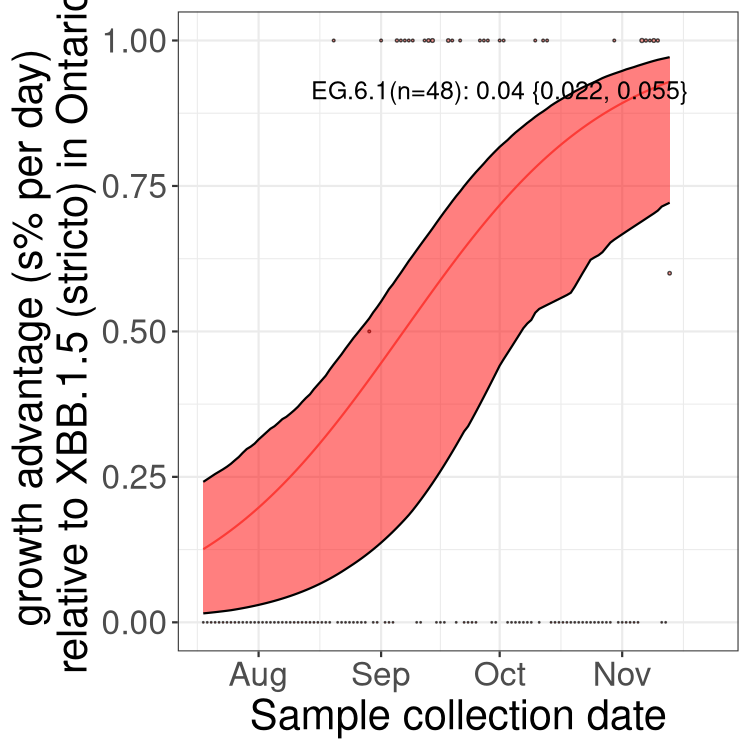 growth advantage (s% per day)
relative to XBB.1.5 (stricto) in Ontario
1.00
0.75
0.50
0.25
0.00
EG.6.1(n=48): 0.04 {0.022, 0.055}
Aug Sep Oct Nov
Sample collection date